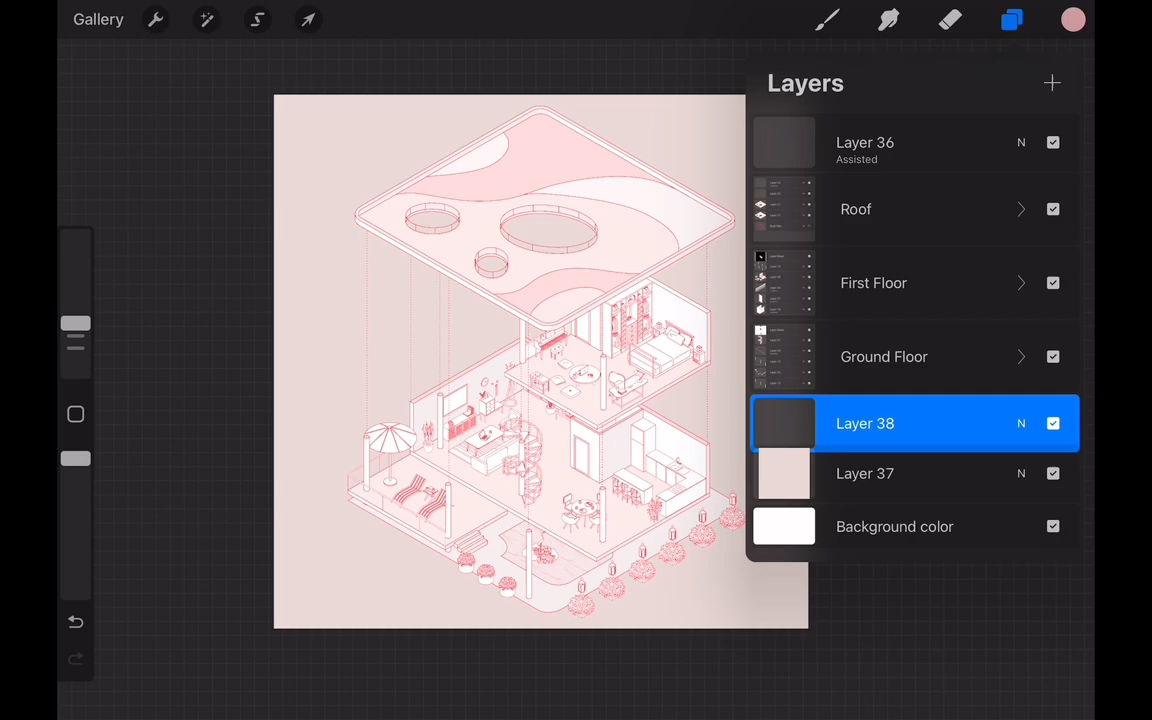 Gallery
Layers
Layer 36
N
Assisted
Roof
First Floor
Ground Floor
Layer 38
N
Layer 37
N
Background color